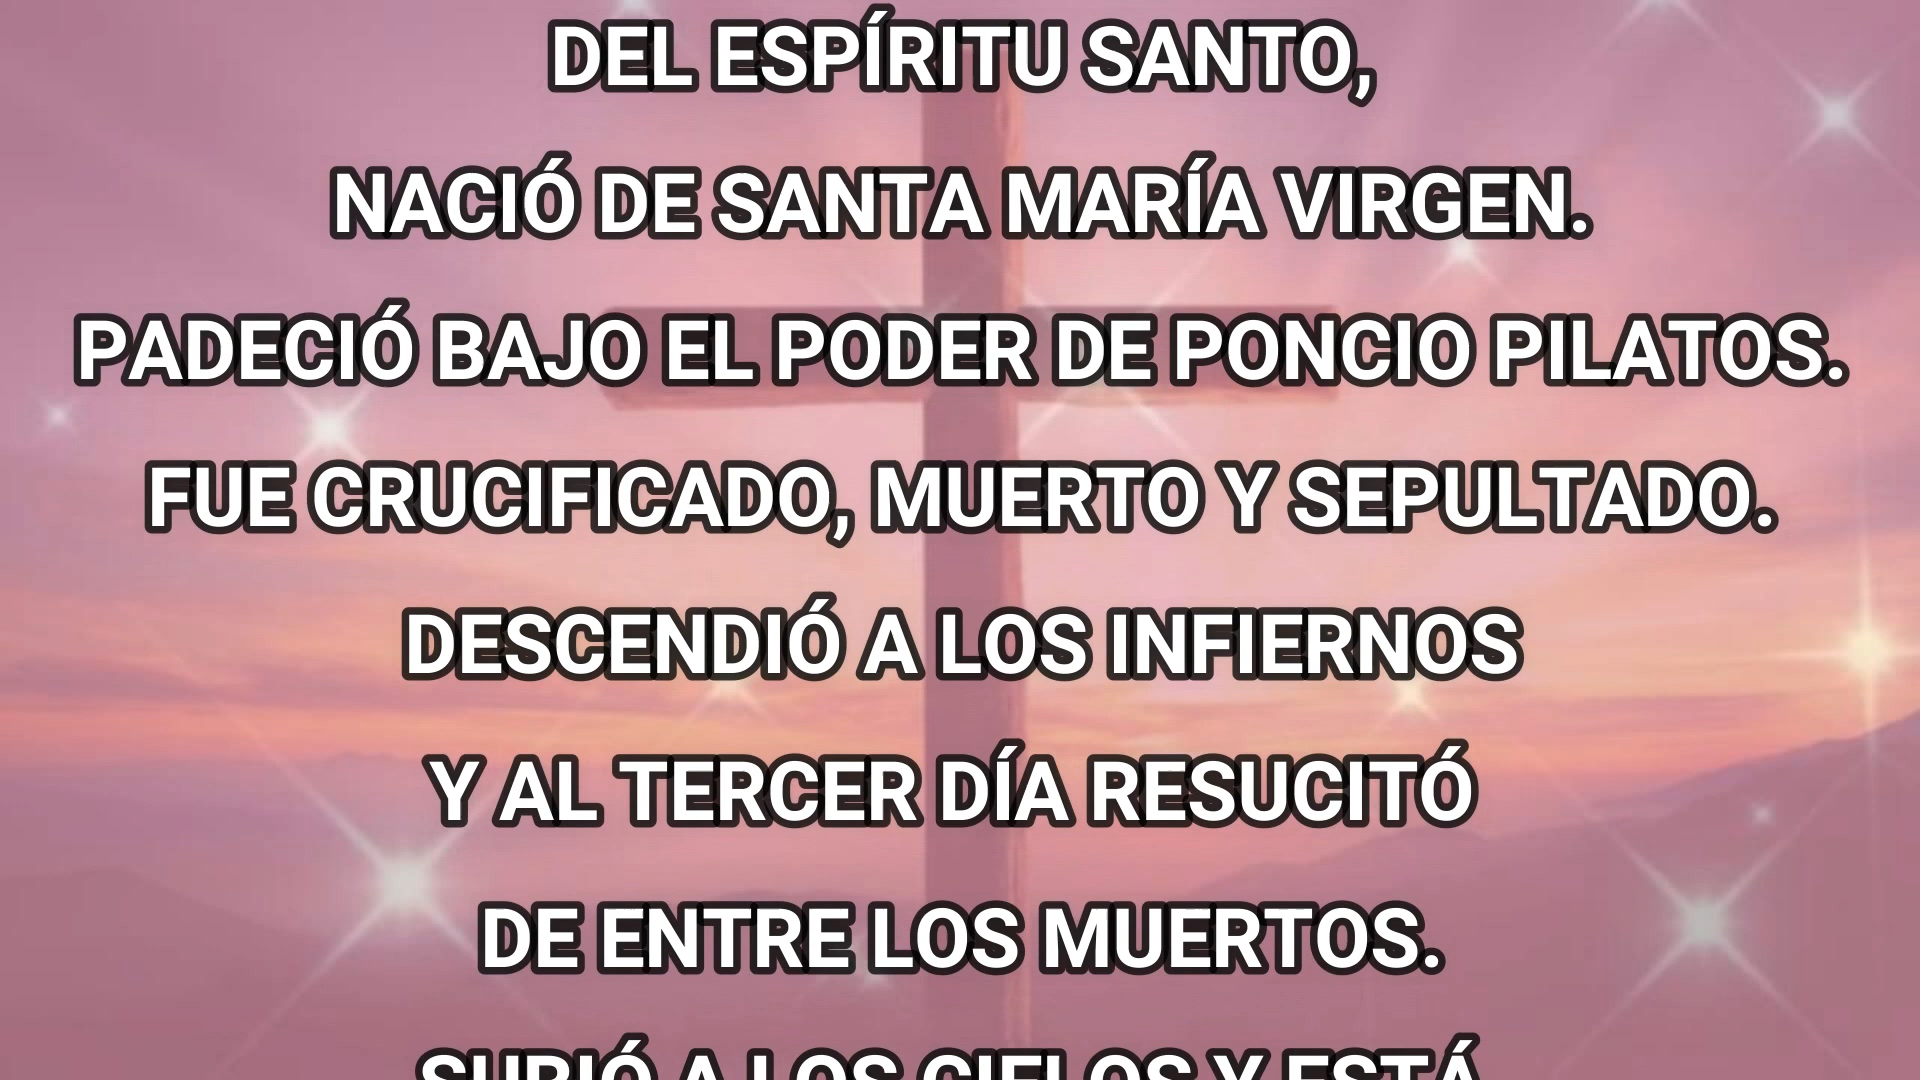 DEL ESPÍRITU SANTO,
NACIÓ DE SANTA MARÍA VIRGEN.
PADECIÓ BAJO EL PODER DE PONCIO PILATOS.
FUE CRUCIFICADO, MUERTO Y SEPULTADO.
DESCENDIÓ A LOS INFIERNOS
Y AL TERCER DÍA RESUCITÓ
DE ENTRE LOS MUERTOS.
SUBIÓ A LOS CIELOS Y ESTÁ